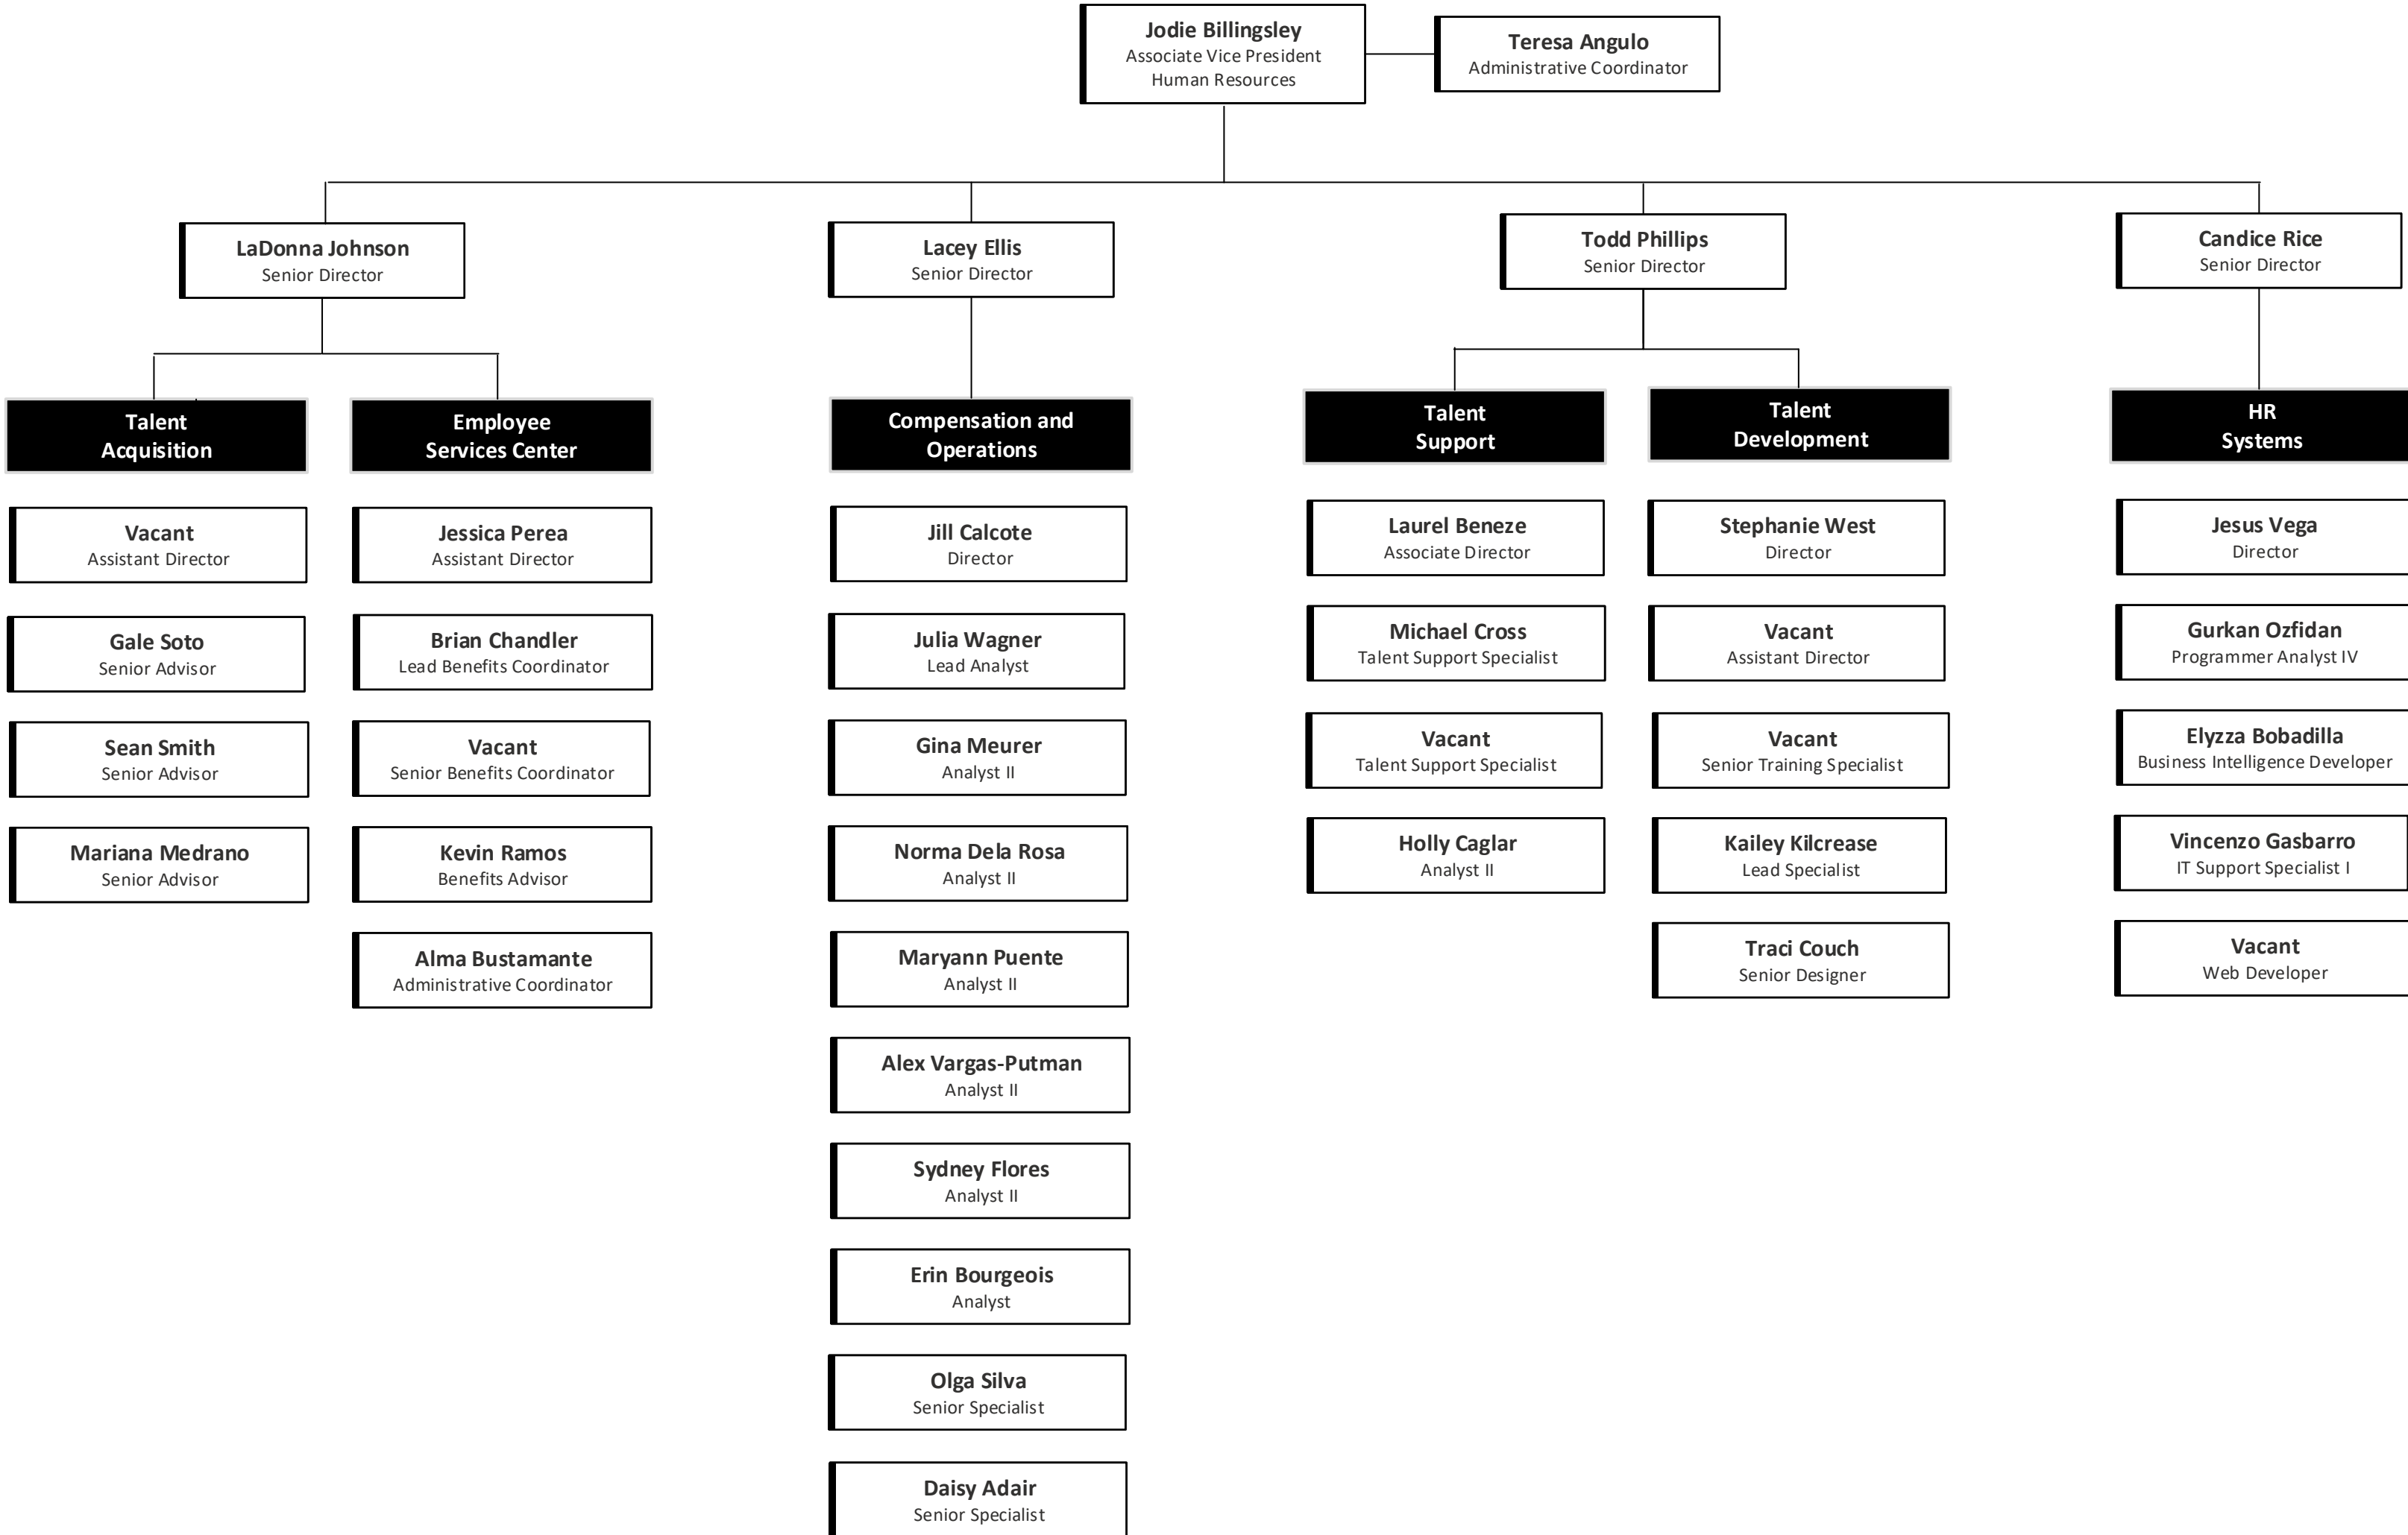 Jodie Billingsley
Associate Vice President
Human Resources
Teresa Angulo
Administrative Coordinator
LaDonna Johnson
Senior Director
Lacey Ellis
Senior Director
Todd Phillips
Senior Director
Candice Rice
Senior Director
Talent
Acquisition
Vacant
Assistant Director
Gale Soto
Senior Advisor
Sean Smith
Senior Advisor
Mariana Medrano
Senior Advisor
Employee
Services Center
Jessica Perea
Assistant Director
Brian Chandler
Lead Benefits Coordinator
Vacant
Senior Benefits Coordinator
Kevin Ramos
Benefits Advisor
Alma Bustamante
Administrative Coordinator
Compensation and
Operations
Jill Calcote
Director
Julia Wagner
Lead Analyst
Gina Meurer
Analyst II
Norma Dela Rosa
Analyst II
Maryann Puente
Analyst II
Alex Vargas-Putman
Analyst II
Sydney Flores
Analyst II
Erin Bourgeois
Analyst
Olga Silva
Senior Specialist
Daisy Adair
Senior Specialist
Talent
Support
Laurel Beneze
Associate Director
Michael Cross
Talent Support Specialist
Vacant
Talent Support Specialist
Holly Caglar
Analyst II
Talent
Development
Stephanie West
Director
Vacant
Assistant Director
Vacant
Senior Training Specialist
Kailey Kilcrease
Lead Specialist
Traci Couch
Senior Designer
HR
Systems
Jesus Vega
Director
Gurkan Ozfidan
Programmer Analyst IV
Elyzza Bobadilla
Business Intelligence Developer
Vincenzo Gasbarro
IT Support Specialist I
Vacant
Web Developer